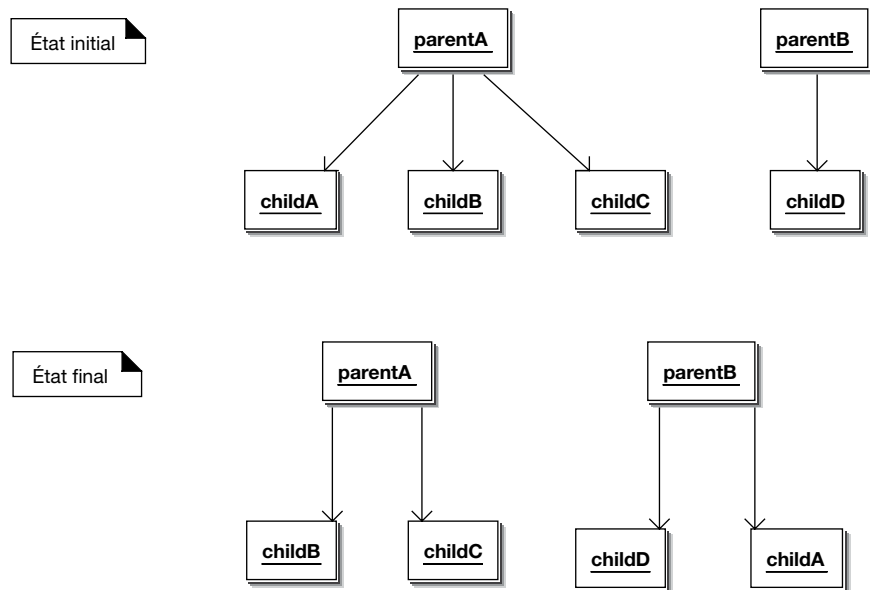 État initial
parentA
parentB
childA
childB
childC
childD
État final
parentA
parentB
childB
childC
childD
childA